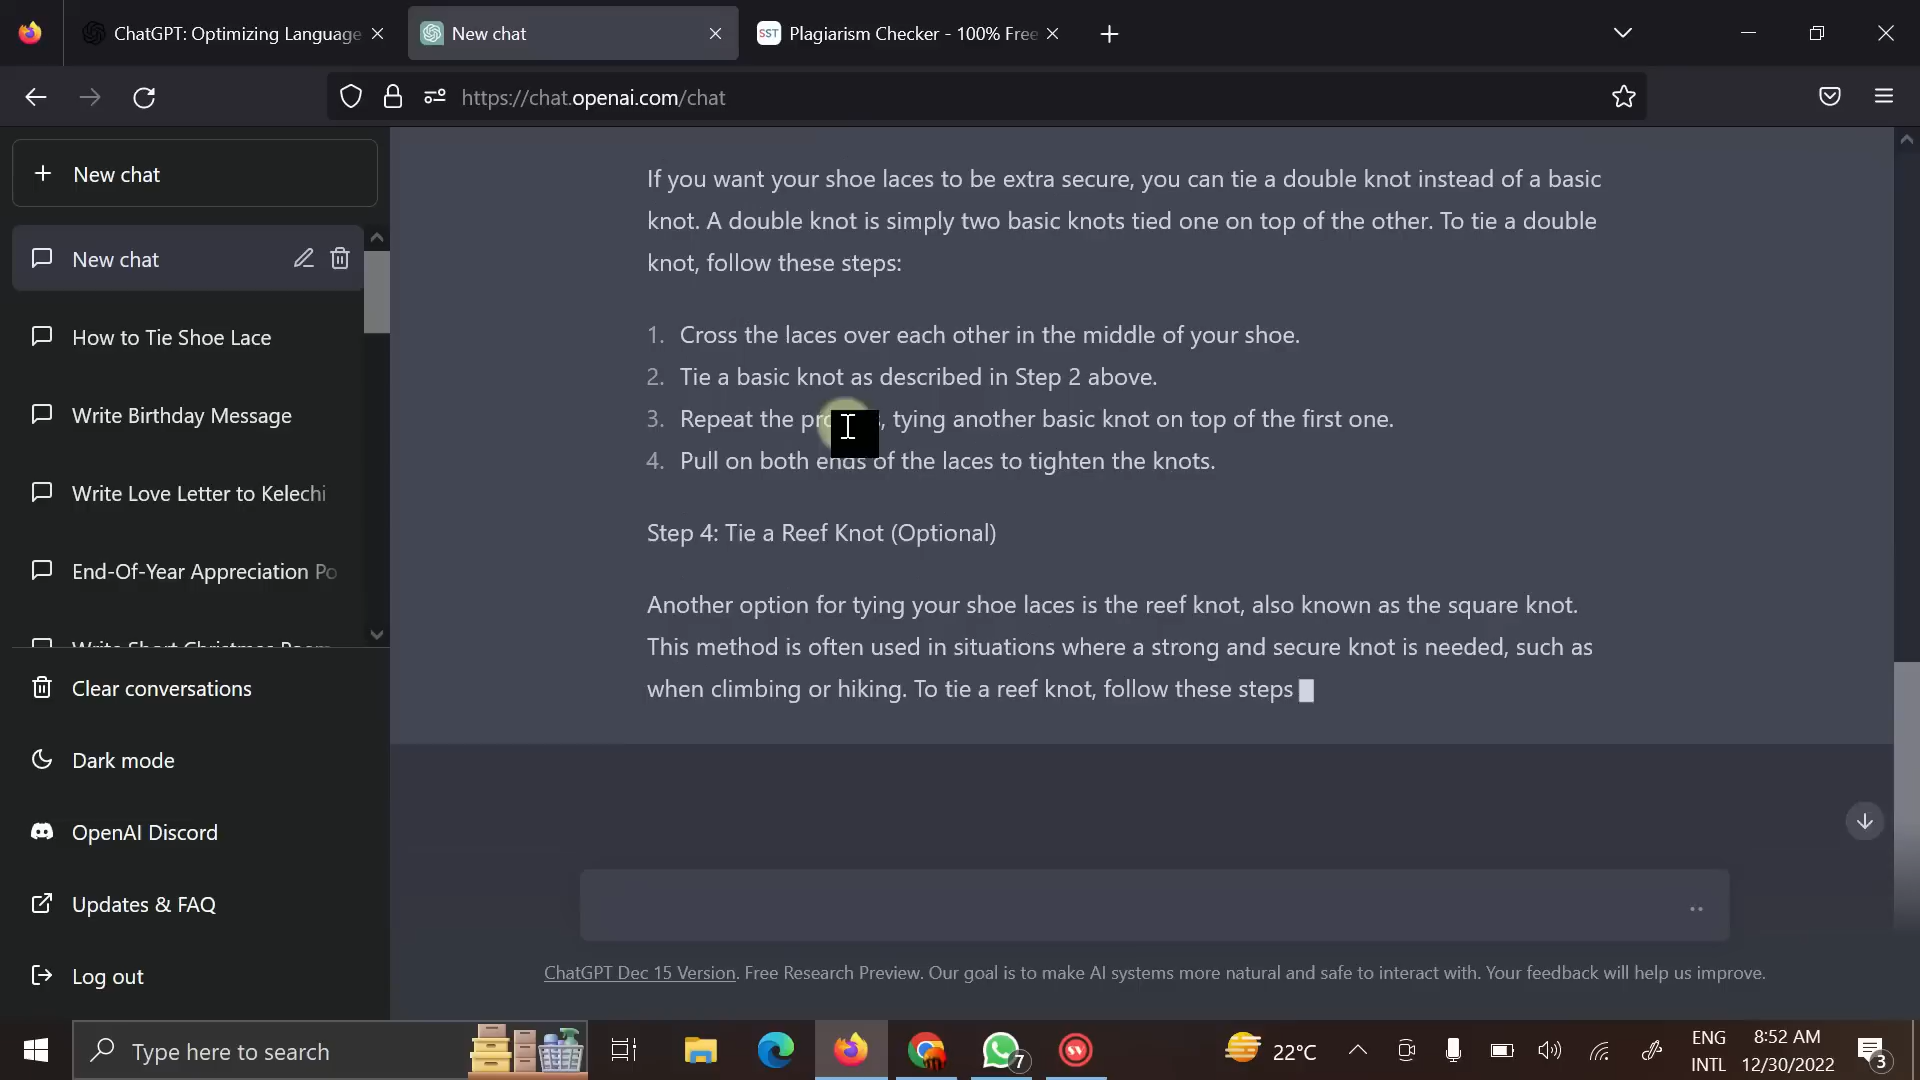 ChatGPT: Optimizing Language
New chat
SST
Plagiarism Checker - 100% Free
https://chat.openai.com/chat
New chat
New chat
How to Tie Shoe Lace
Write Birthday Message
Write Love Letter to Kelechi
End-Of-Year Appreciation Po
Write Short Christmas Poem
Clear conversations
Dark mode
OpenAI Discord
Updates & FAQ
Log out
If you want your shoe laces to be extra secure, you can tie a double knot instead of a basic
knot. A double knot is simply two basic knots tied one on top of the other. To tie a double
knot, follow these steps:
1. Cross the laces over each other in the middle of your shoe.
2. Tie a basic knot as described in Step 2 above.
3. Repeat the process, tying another basic knot on top of the first one.
4. Pull on both ends of the laces to tighten the knots.
Step 4: Tie a Reef Knot (Optional)
Another option for tying your shoe laces is the reef knot, also known as the square knot.
This method is often used in situations where a strong and secure knot is needed, such as
when climbing or hiking. To tie a reef knot, follow these steps
ChatGPT Dec 15 Version. Free Research Preview. Our goal is to make AI systems more natural and safe to interact with. Your feedback will help us improve.
Type here to search
7
22°C
ENG
INTL
8:52 AM
12/30/2022
3